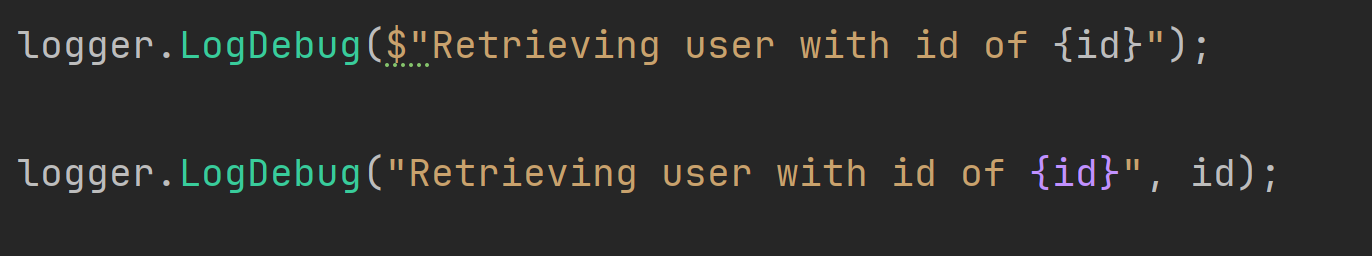 logger.LogDebug($"Retrieving user with id of {id}");
logger.LogDebug("Retrieving user with id of {id}", id);